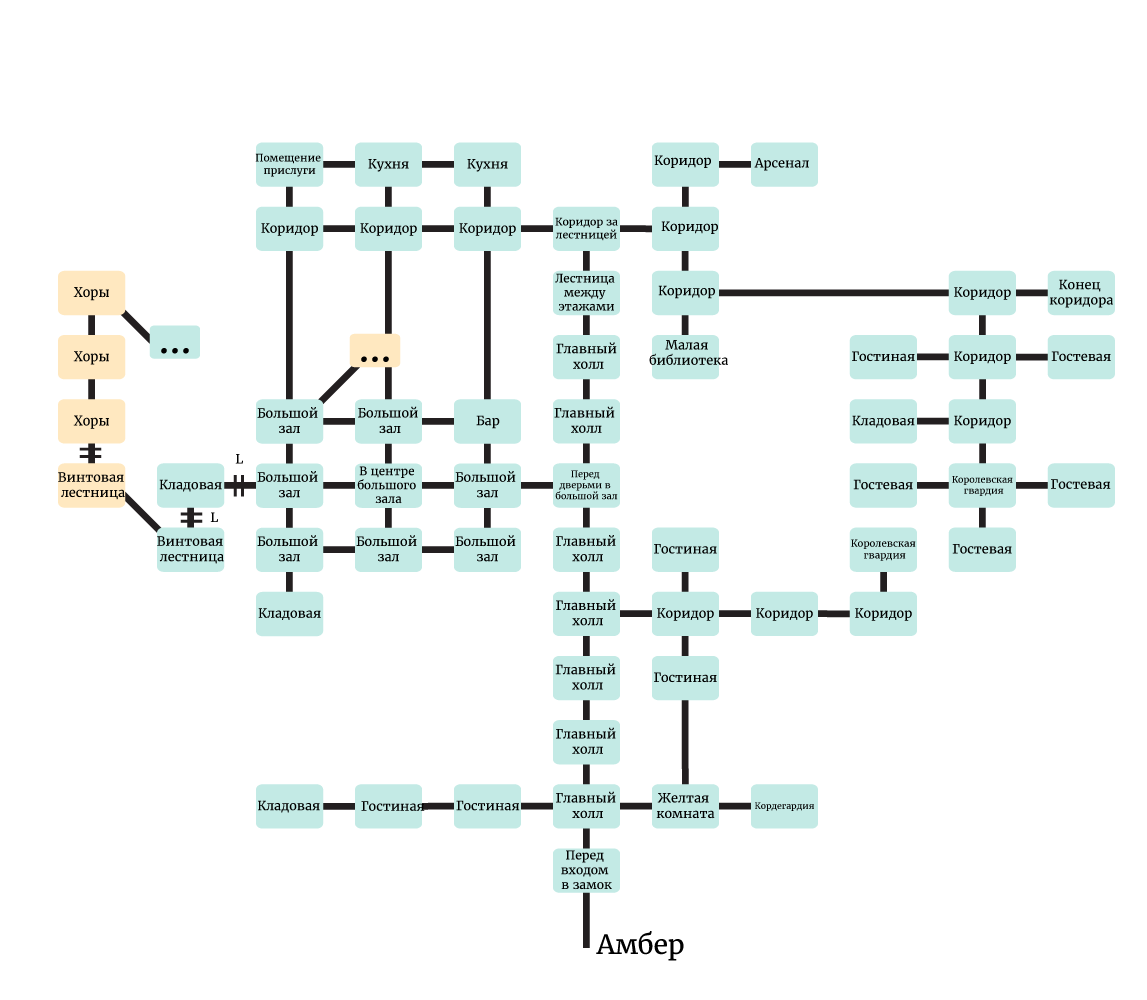 Помещение
прислуги
Кухня
Кухня
Коридор
Арсенал
Коридор
Коридор
Коридор
Коридор за
лестницей
Коридор
Хоры
Лестница
между
этажами
Коридор
Коридор
Конец
коридора
...
Хоры
...
Главный
холл
Малая
библиотека
Гостиная
Коридор
Гостевая
Хоры
Большой
зал
Большой
зал
Бар
Главный
холл
Кладовая
Коридор
L
Винтовая
лестница
Кладовая
Большой
зал
В центре
большого
зала
Большой
зал
Перед
дверьми в
большой зал
Гостевая
Королевская
гвардия
Гостевая
L
Винтовая
лестница
Большой
зал
Большой
зал
Большой
зал
Главный
холл
Гостиная
Королевская
гвардия
Гостевая
Кладовая
Главный
холл
Коридор
Коридор
Коридор
Главный
холл
Гостиная
Главный
холл
Кладовая
Гостиная
Гостиная
Главный
холл
Желтая
комната
Кордегардия
Перед
входом
в замок
Амбер